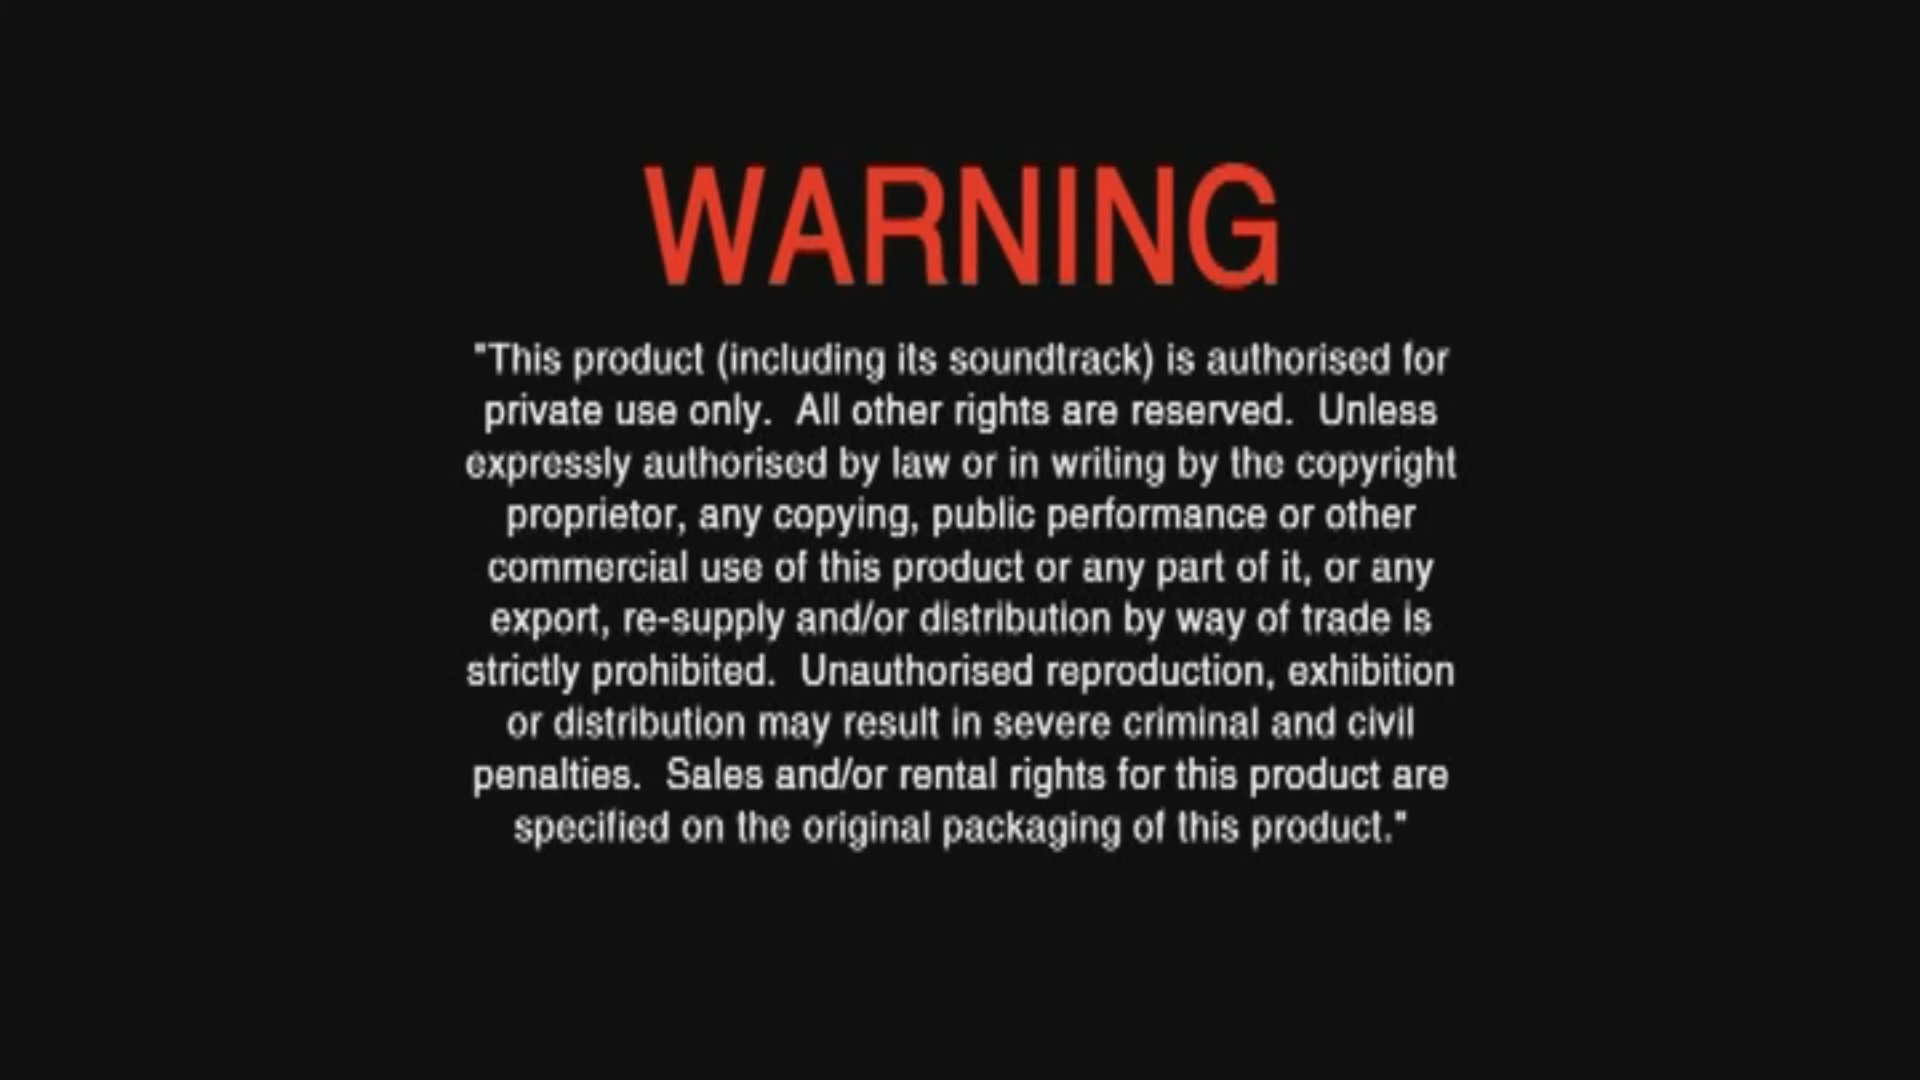 WARNING
"This product (including its soundtrack) is authorised for
private use only.  All other rights are reserved.  Unless
expressly authorised by law or in writing by the copyright
proprietor, any copying, public performance or other
commercial use of this product or any part of it, or any
export, re-supply and/or distribution by way of trade is
strictly prohibited.  Unauthorised reproduction, exhibition
or distribution may result in severe criminal and civil
penalties.  Sales and/or rental rights for this product are
specified on the original packaging of this product."